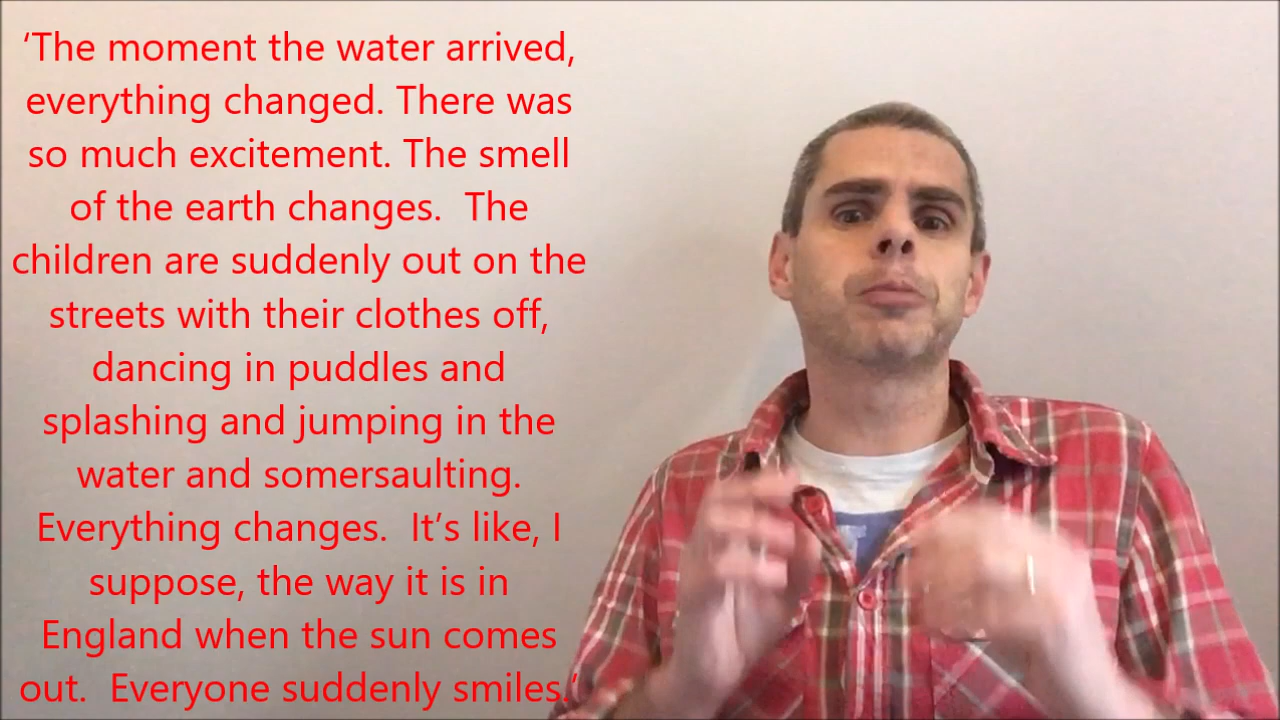 ‘The moment the water arrived,
everything changed. There was
so much excitement. The smell
of the earth changes.  The
children are suddenly out on the
streets with their clothes off,
dancing in puddles and
splashing and jumping in the
water and somersaulting.
Everything changes.  It’s like, I
suppose, the way it is in
England when the sun comes
out.  Everyone suddenly smiles.’